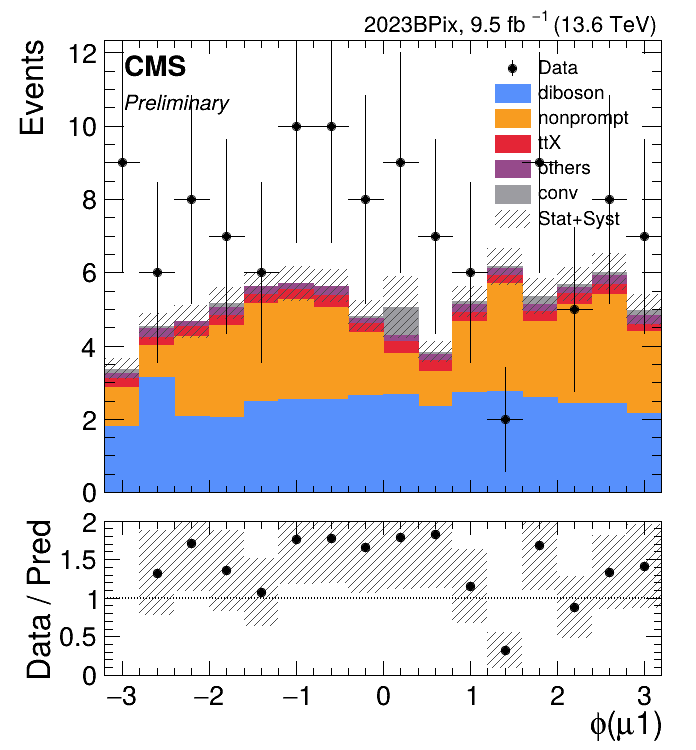 2023BPix, 9.5 fb⁻¹ (13.6 TeV)
Events
12
10
8
6
4
2
0
CMS
Preliminary
Data
diboson
nonprompt
ttX
others
conv
Stat+Syst
Data / Pred
2
1.5
1
0.5
0
−3 −2 −1 0 1 2 3
ϕ(μ1)